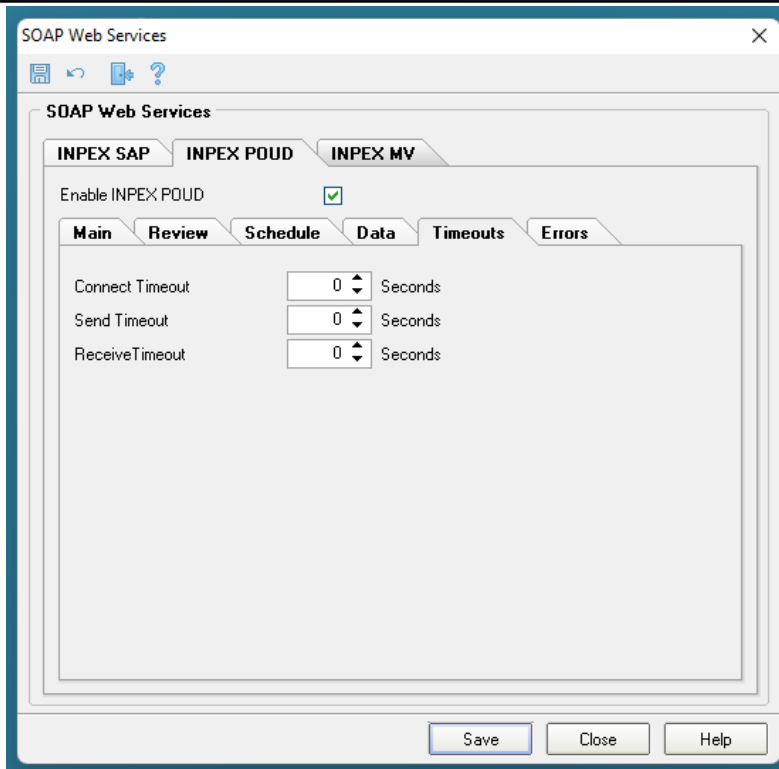 SOAP Web Services
SOAP Web Services
INPEX SAP INPEX POUD INPEX MV
Enable INPEX POUD
Main Review Schedule Data Timeouts Errors
Connect Timeout 0 Seconds
Send Timeout 0 Seconds
ReceiveTimeout 0 Seconds
Save Close Help